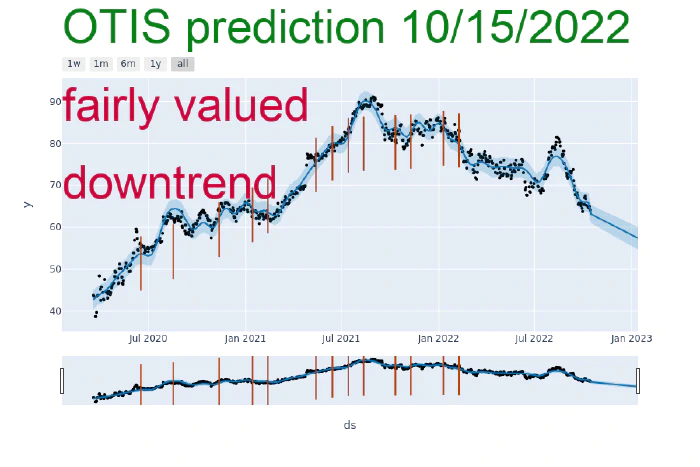 OTIS prediction 10/15/2022
1w 1m 6m 1y all
fairly valued
downtrend
90
80
70
60
50
40
y
Jul 2020 Jan 2021 Jul 2021 Jan 2022 Jul 2022 Jan 2023
ds